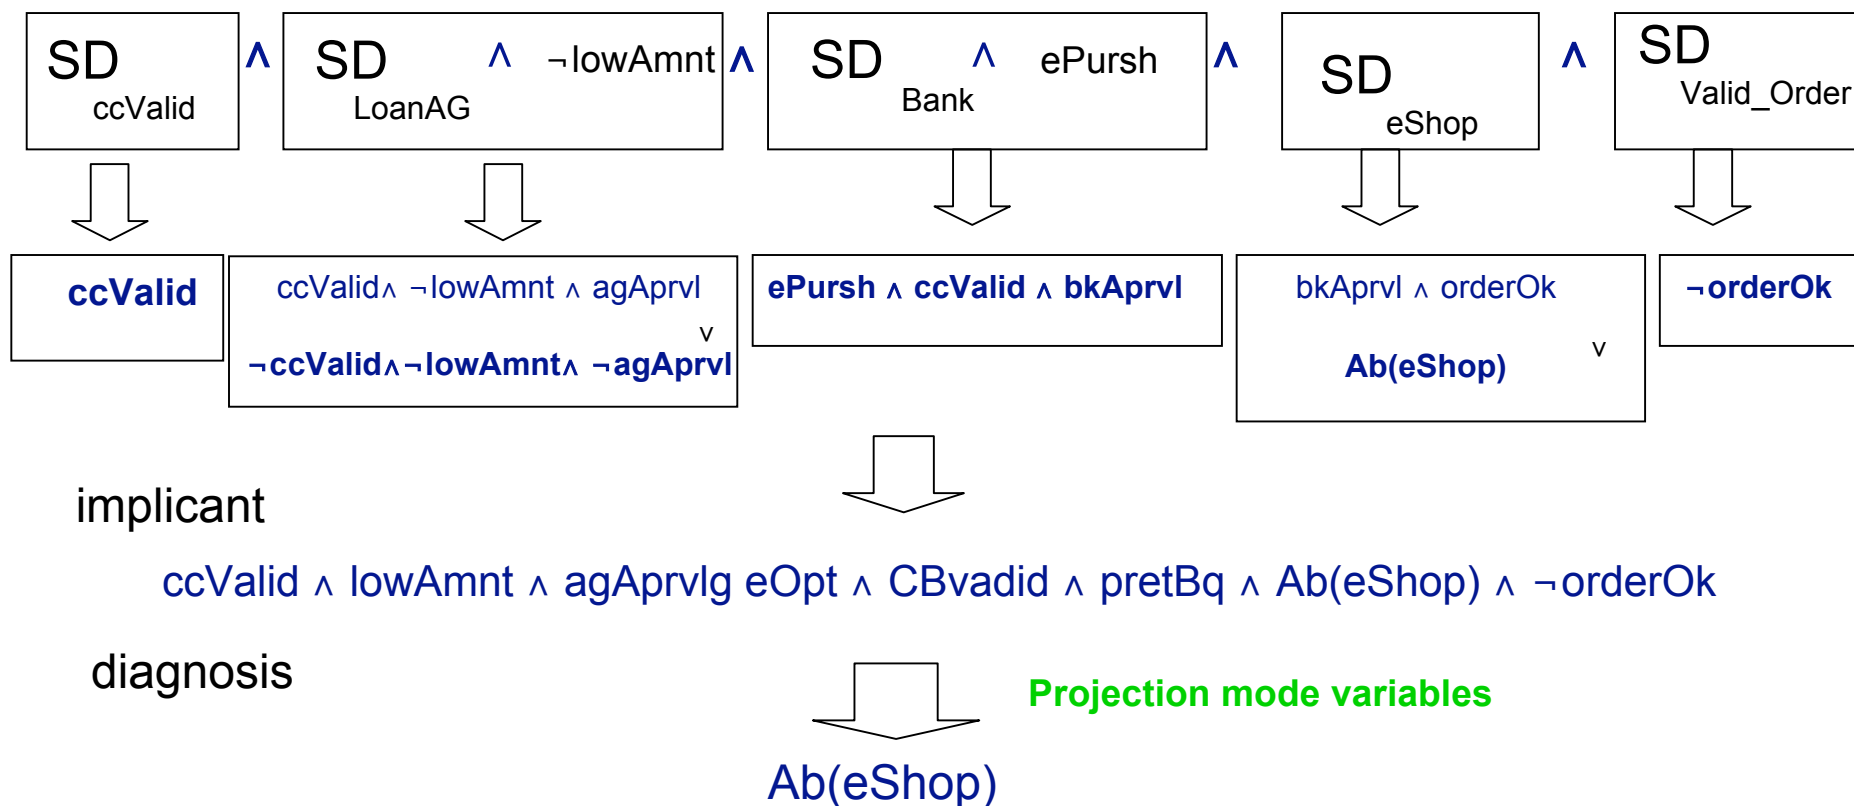 SD ccValid ∧ SD LoanAG ∧ ¬lowAmnt ∧ SD Bank ∧ ePursh ∧ SD eShop ∧ SD Valid_Order
ccValid
ccValid∧ ¬lowAmnt ∧ agAprvl
∨
¬ccValid∧¬lowAmnt∧ ¬agAprvl
ePursh ∧ ccValid ∧ bkAprvl
bkAprvl ∧ orderOk
∨
Ab(eShop)
¬orderOk
implicant
ccValid ∧ lowAmnt ∧ agAprvlg eOpt ∧ CBvadid ∧ pretBq ∧ Ab(eShop) ∧ ¬orderOk
diagnosis
Projection mode variables
Ab(eShop)